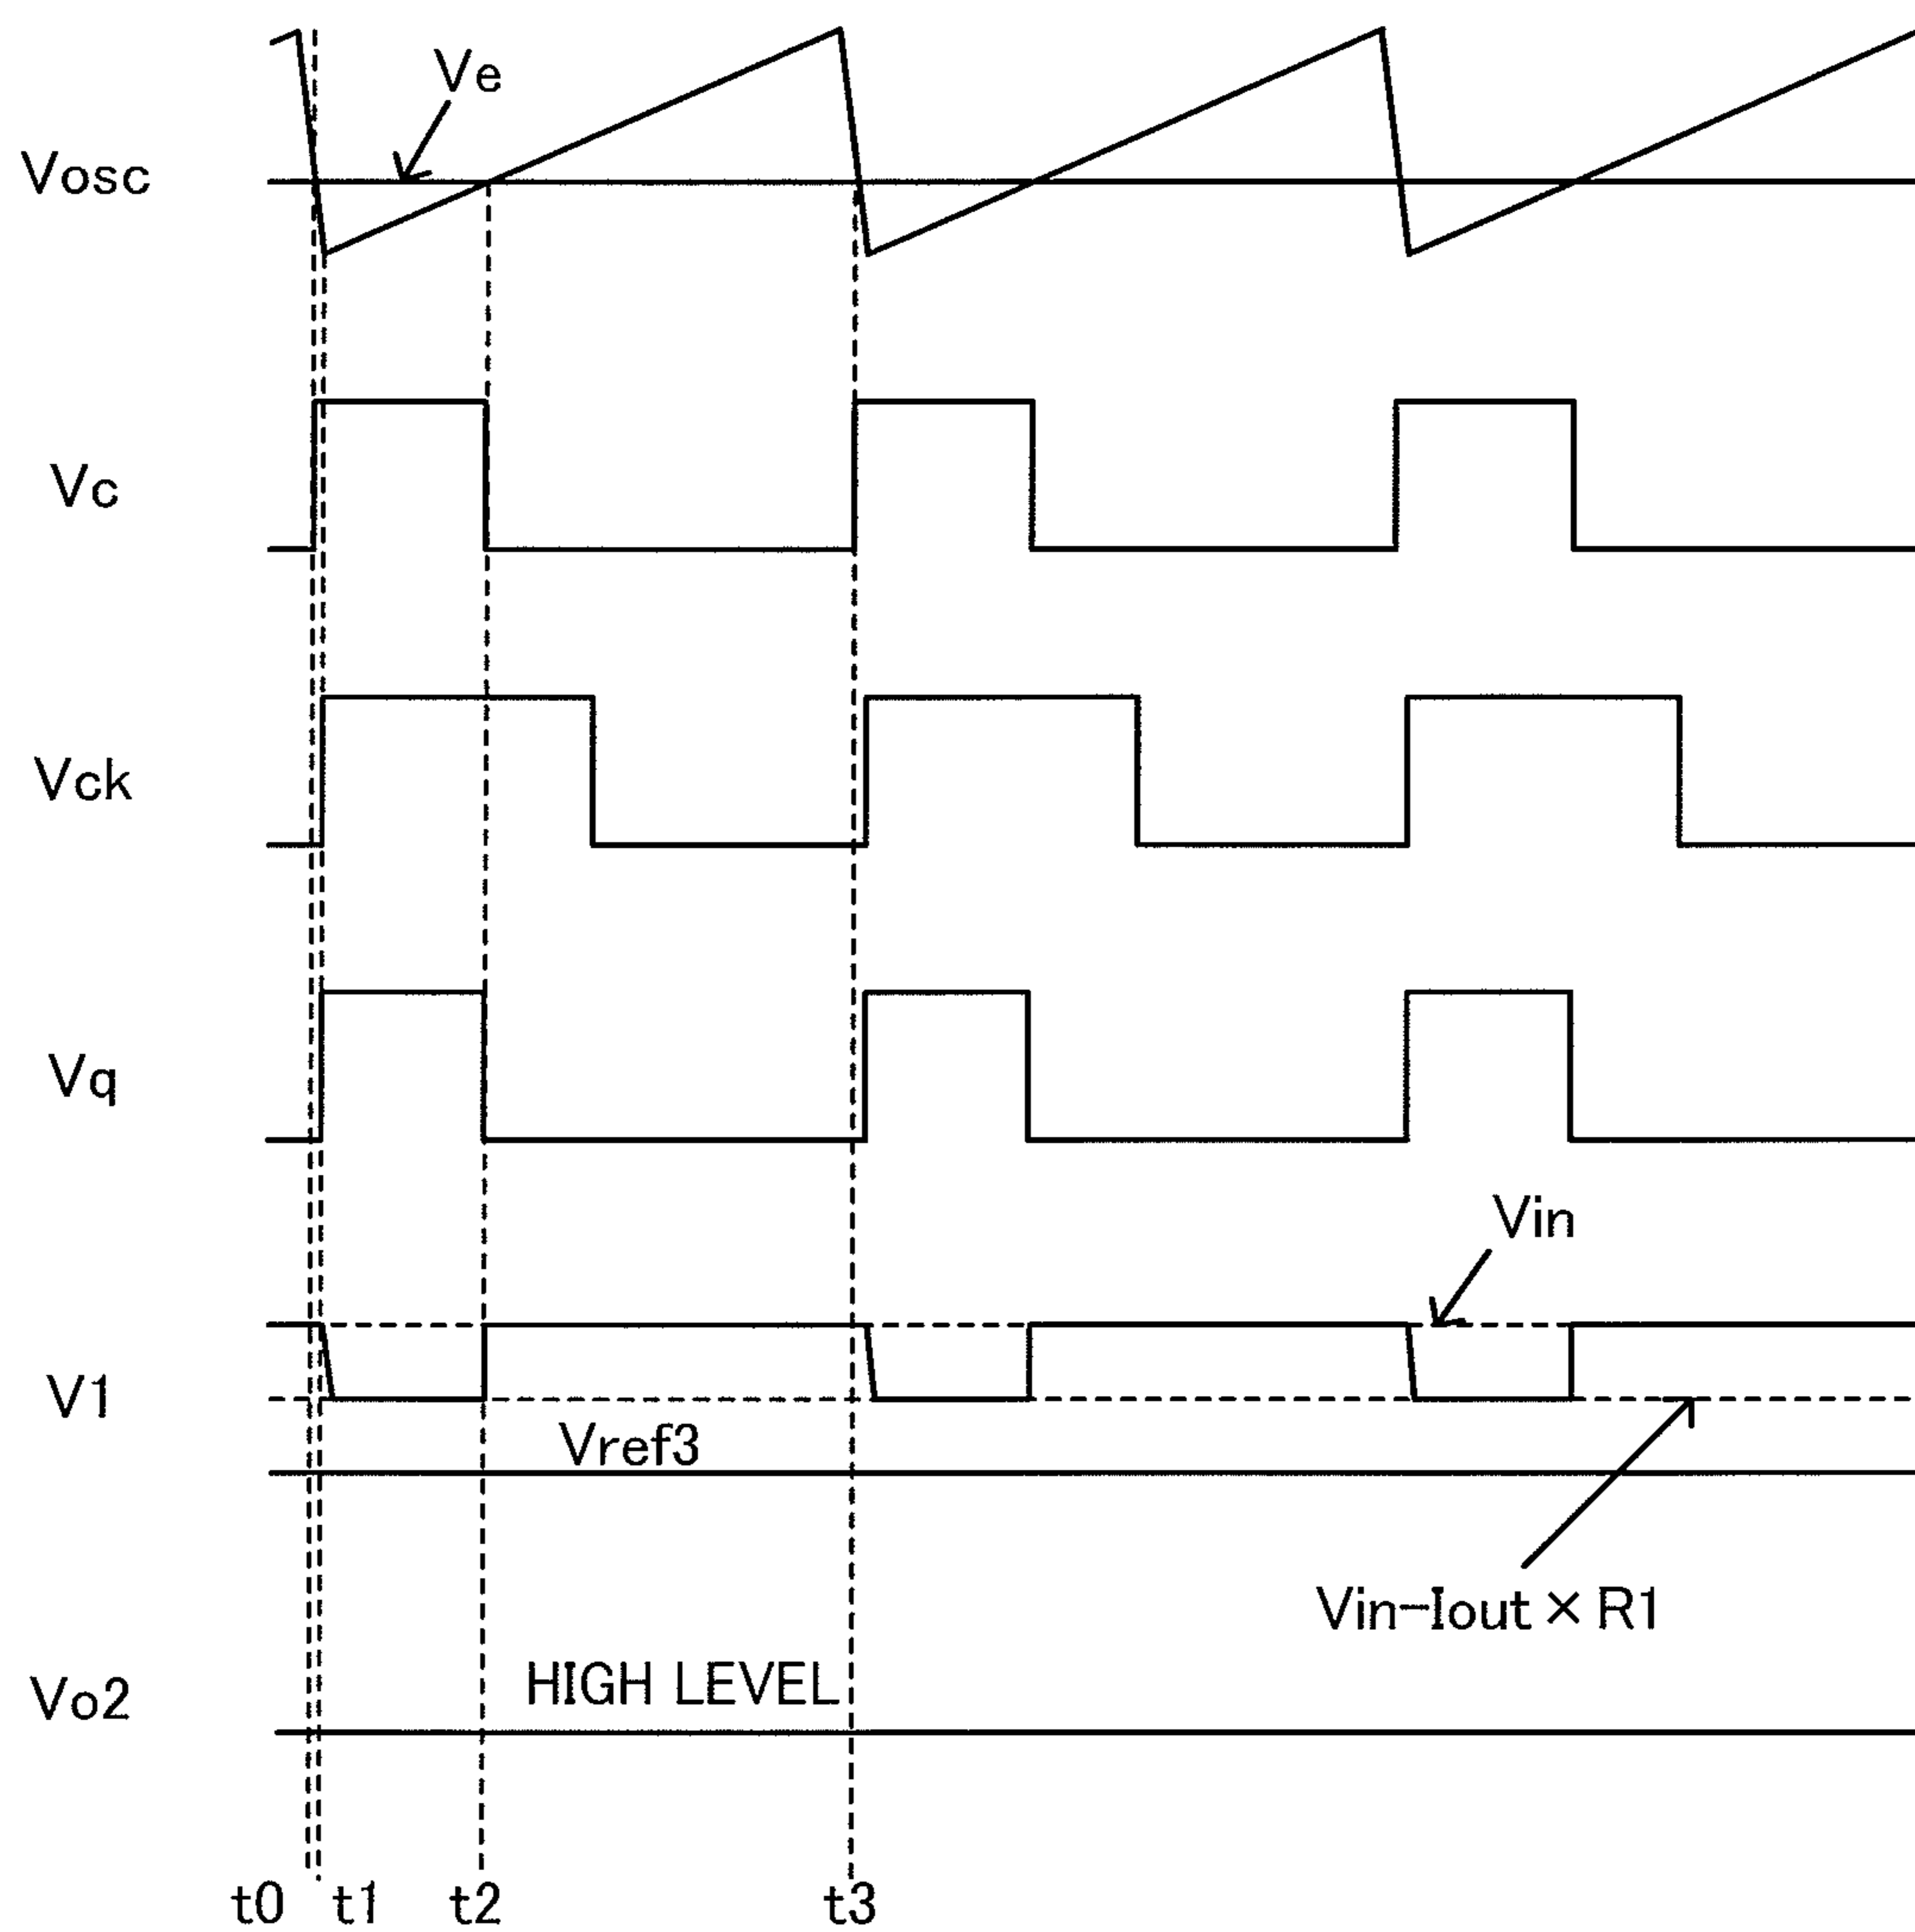 Ve
Vosc
Vc
Vck
Vq
Vin
V1
Vref3
Vin-Iout×R1
HIGH LEVEL
Vo2
t0 t1 t2 t3